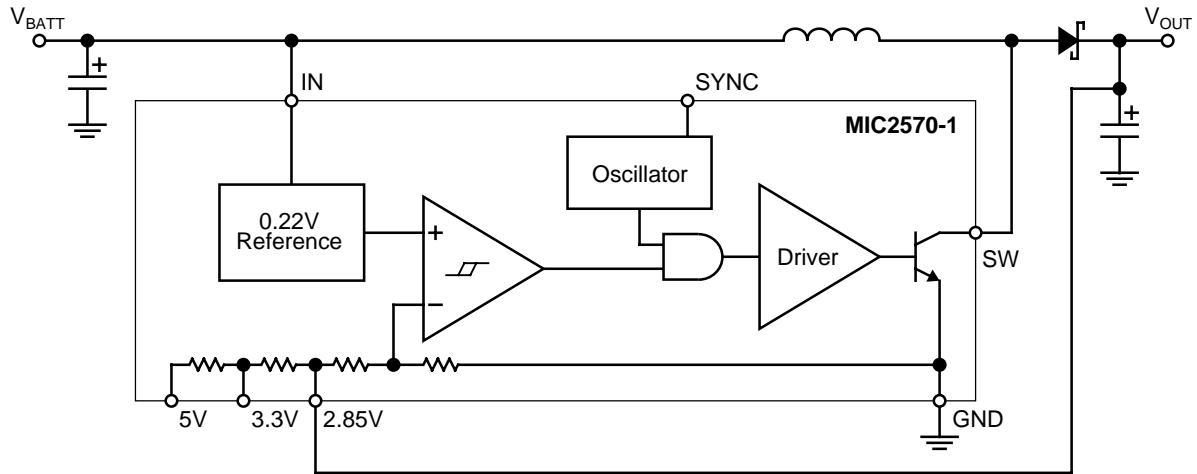 V_BATT
V_OUT
IN
SYNC
MIC2570-1
Oscillator
0.22V
Reference
+
−
Driver
SW
5V
3.3V
2.85V
GND
+
+